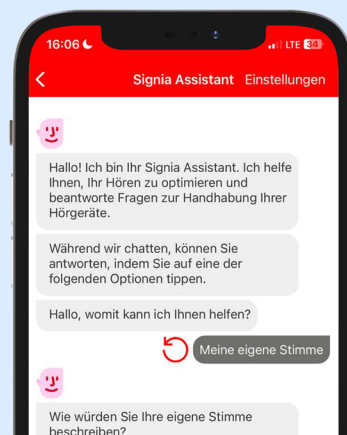 16:06
LTE 34
Signia Assistant Einstellungen
Hallo! Ich bin Ihr Signia Assistant. Ich helfe
Ihnen, Ihr Hören zu optimieren und
beantworte Fragen zur Handhabung Ihrer
Hörgeräte.
Während wir chatten, können Sie
antworten, indem Sie auf eine der
folgenden Optionen tippen.
Hallo, womit kann ich Ihnen helfen?
Meine eigene Stimme
Wie würden Sie Ihre eigene Stimme
beschreiben?